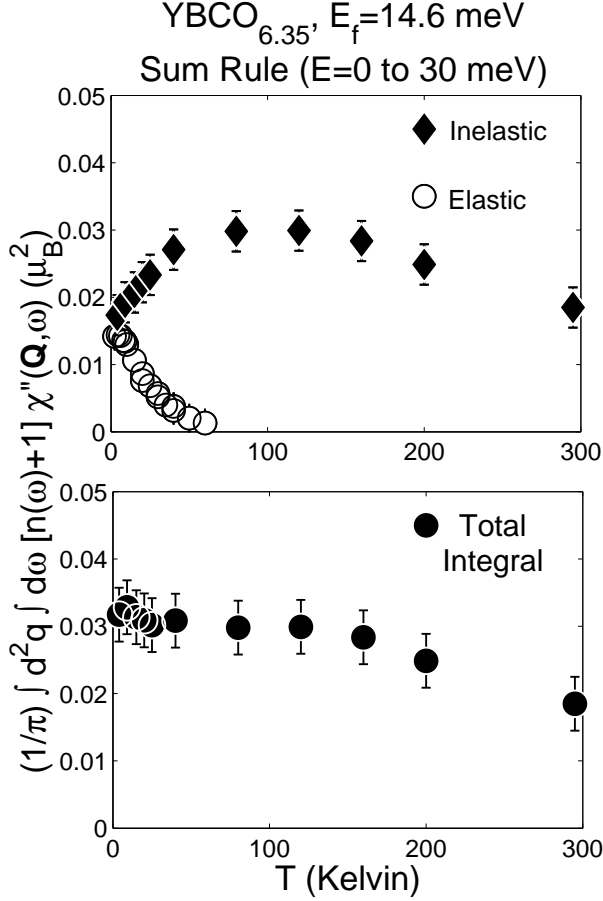 YBCO6.35, Ef=14.6 meV
Sum Rule (E=0 to 30 meV)
(1/π) ∫ d²q ∫ dω [n(ω)+1] χ"(Q,ω) (μ²B)
0.05
0.04
0.03
0.02
0.01
0
Inelastic
Elastic
0 100 200 300
0.05
0.04
0.03
0.02
0.01
0
Total
Integral
0 100 200 300
T (Kelvin)